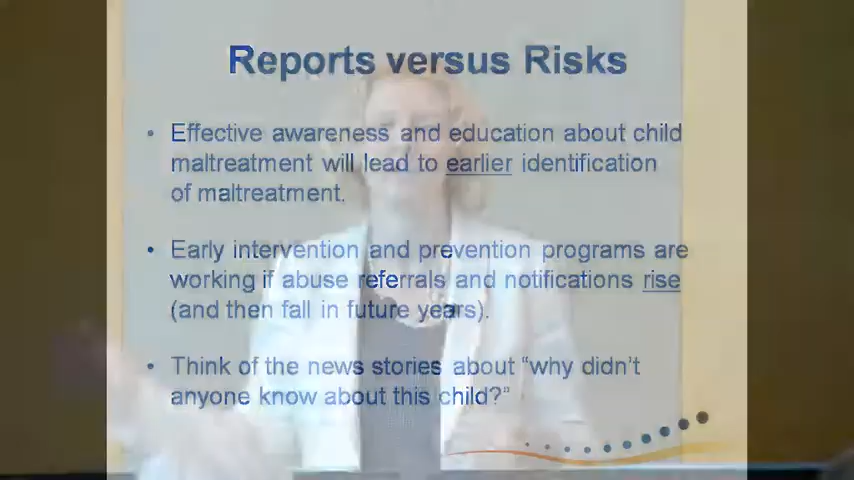 Reports versus Risks
• Effective awareness and education about child
maltreatment will lead to earlier identification
of maltreatment.
• Early intervention and prevention programs are
working if abuse referrals and notifications rise
(and then fall in future years).
• Think of the news stories about “why didn’t
anyone know about this child?”